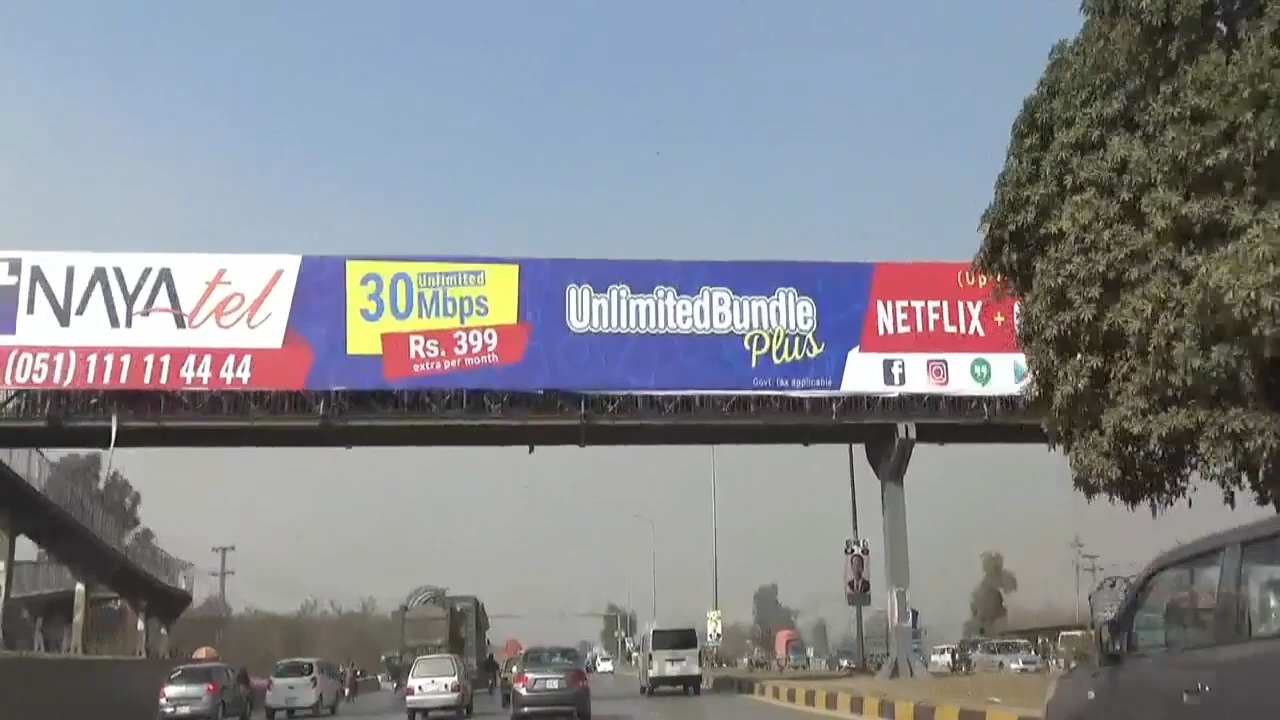 NAYAtel
(051) 111 11 44 44
30 Unlimited Mbps
Rs. 399
extra per month
UnlimitedBundle
Plus
Govt. tax applicable
(Up
NETFLIX +